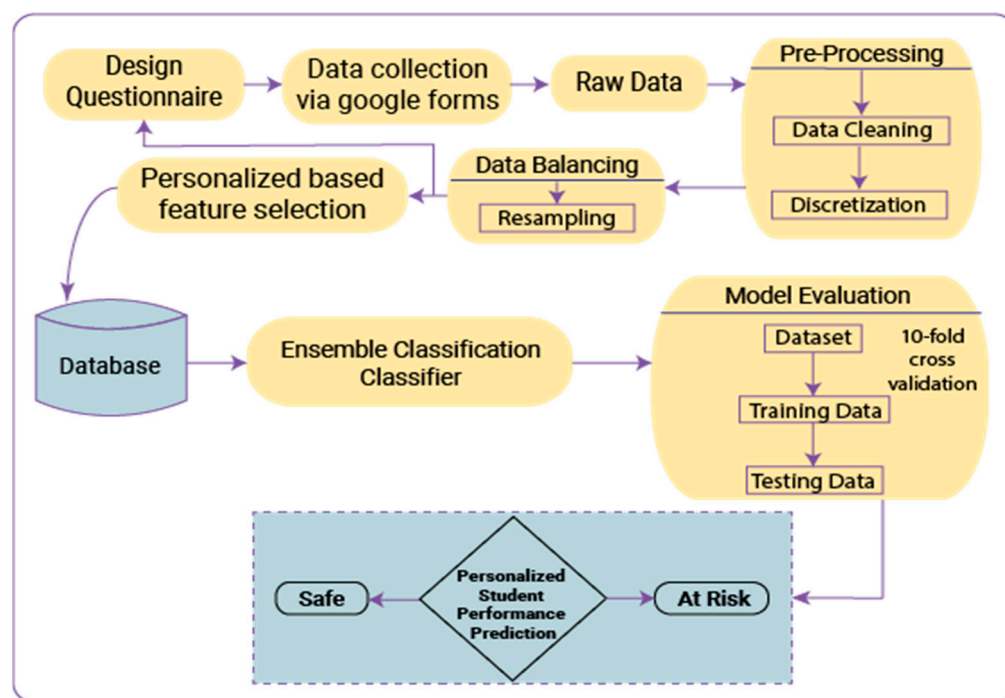 Design
Questionnaire
Data collection
via google forms
Raw Data
Pre-Processing
Data Cleaning
Discretization
Data Balancing
Resampling
Personalized based
feature selection
Database
Ensemble Classification
Classifier
Model Evaluation
Dataset
10-fold
cross
validation
Training Data
Testing Data
Safe
Personalized
Student
Performance
Prediction
At Risk